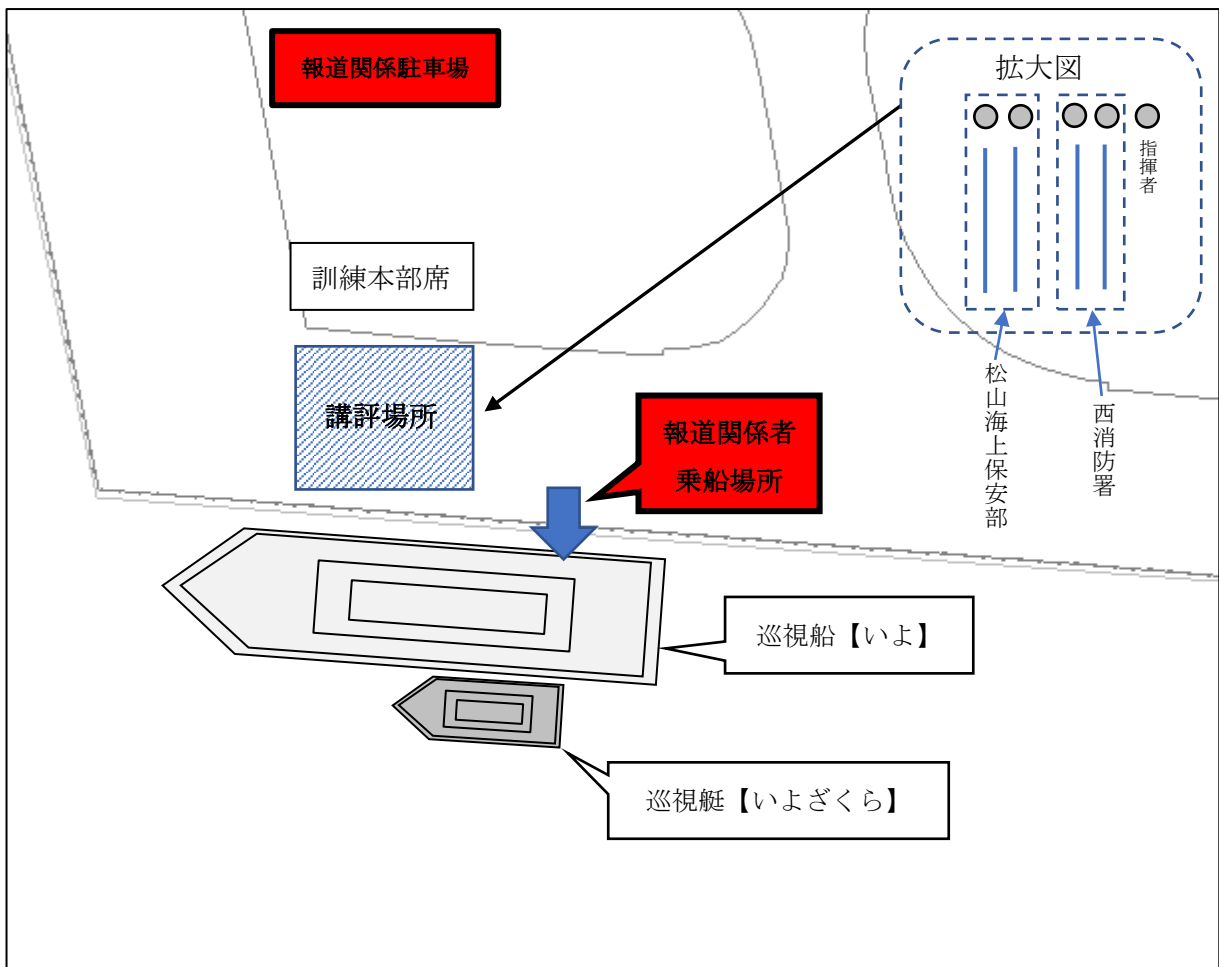 報道関係駐車場
拡大図
指揮者
訓練本部席
講評場所
報道関係者
乗船場所
松山海上保安部
西消防署
巡視船【いよ】
巡視艇【いよざくら】